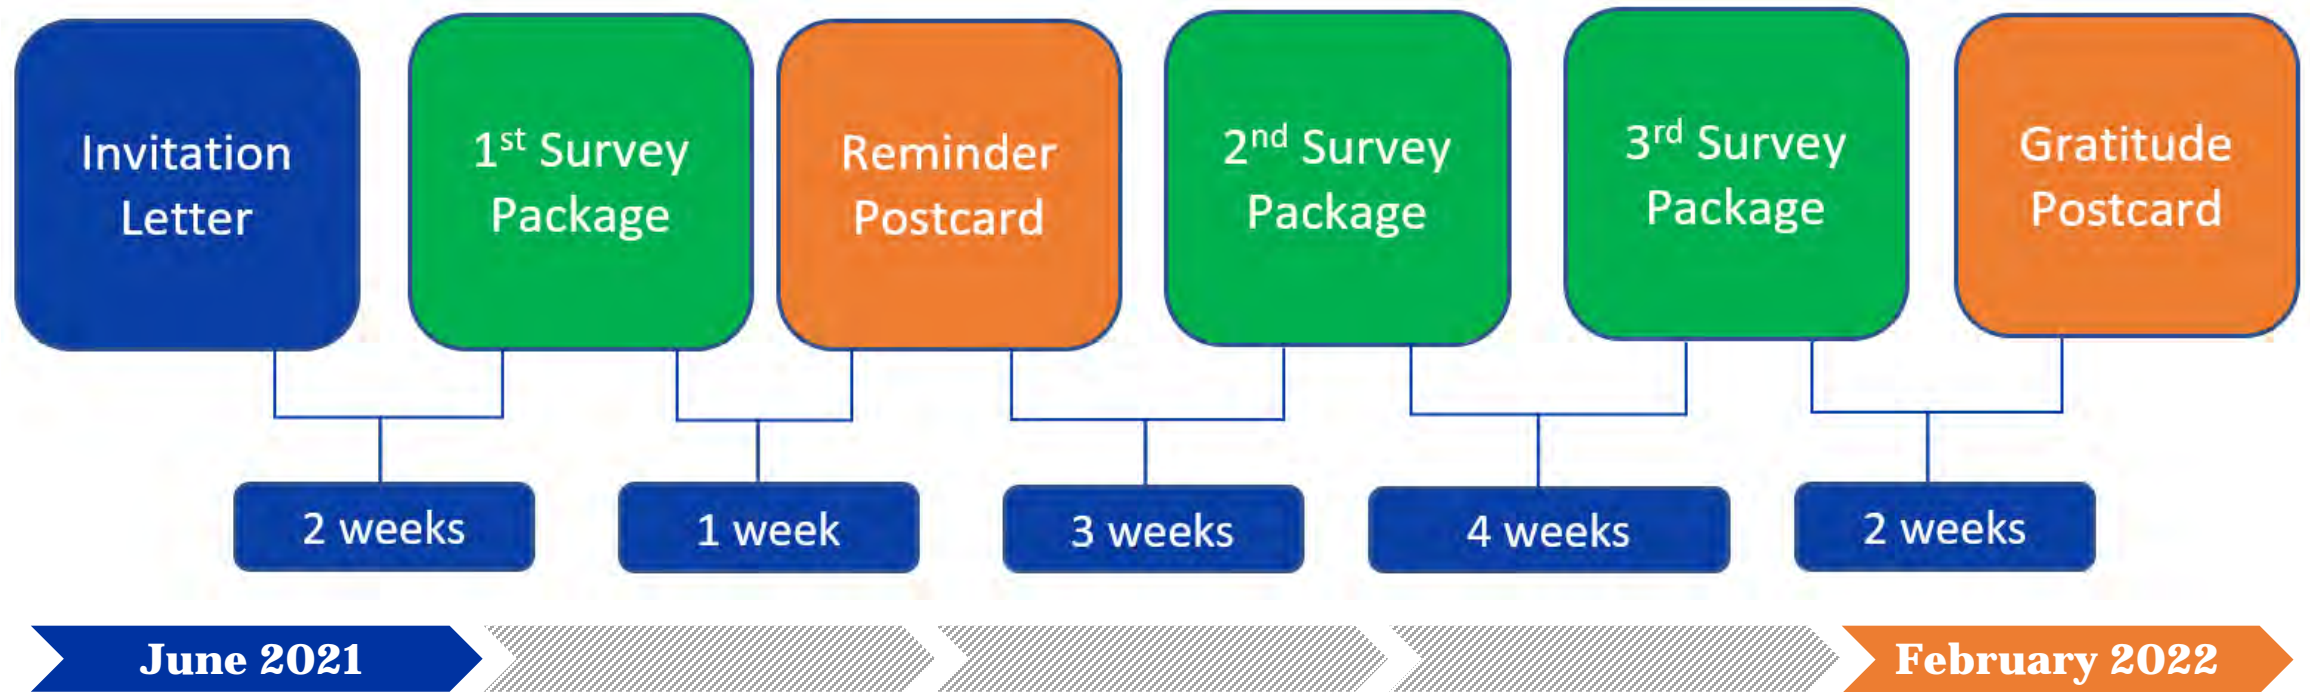 Invitation
Letter
1st Survey
Package
Reminder
Postcard
2nd Survey
Package
3rd Survey
Package
Gratitude
Postcard
2 weeks
1 week
3 weeks
4 weeks
2 weeks
June 2021
February 2022